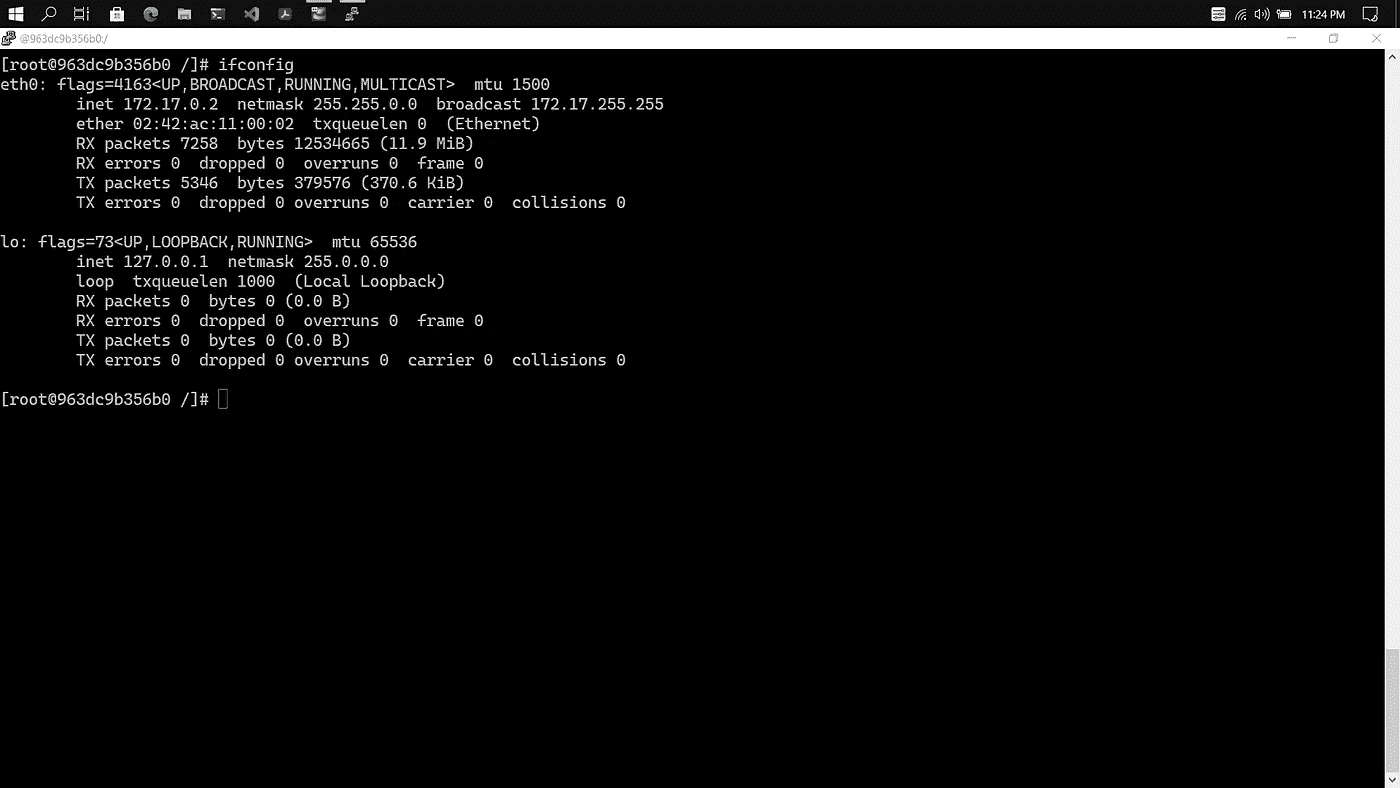 11:24 PM
@963dc9b356b0:/
[root@963dc9b356b0 /]# ifconfig
eth0: flags=4163<UP,BROADCAST,RUNNING,MULTICAST>  mtu 1500
        inet 172.17.0.2  netmask 255.255.0.0  broadcast 172.17.255.255
        ether 02:42:ac:11:00:02  txqueuelen 0  (Ethernet)
        RX packets 7258  bytes 12534665 (11.9 MiB)
        RX errors 0  dropped 0  overruns 0  frame 0
        TX packets 5346  bytes 379576 (370.6 KiB)
        TX errors 0  dropped 0 overruns 0  carrier 0  collisions 0

lo: flags=73<UP,LOOPBACK,RUNNING>  mtu 65536
        inet 127.0.0.1  netmask 255.0.0.0
        loop  txqueuelen 1000  (Local Loopback)
        RX packets 0  bytes 0 (0.0 B)
        RX errors 0  dropped 0  overruns 0  frame 0
        TX packets 0  bytes 0 (0.0 B)
        TX errors 0  dropped 0 overruns 0  carrier 0  collisions 0

[root@963dc9b356b0 /]#